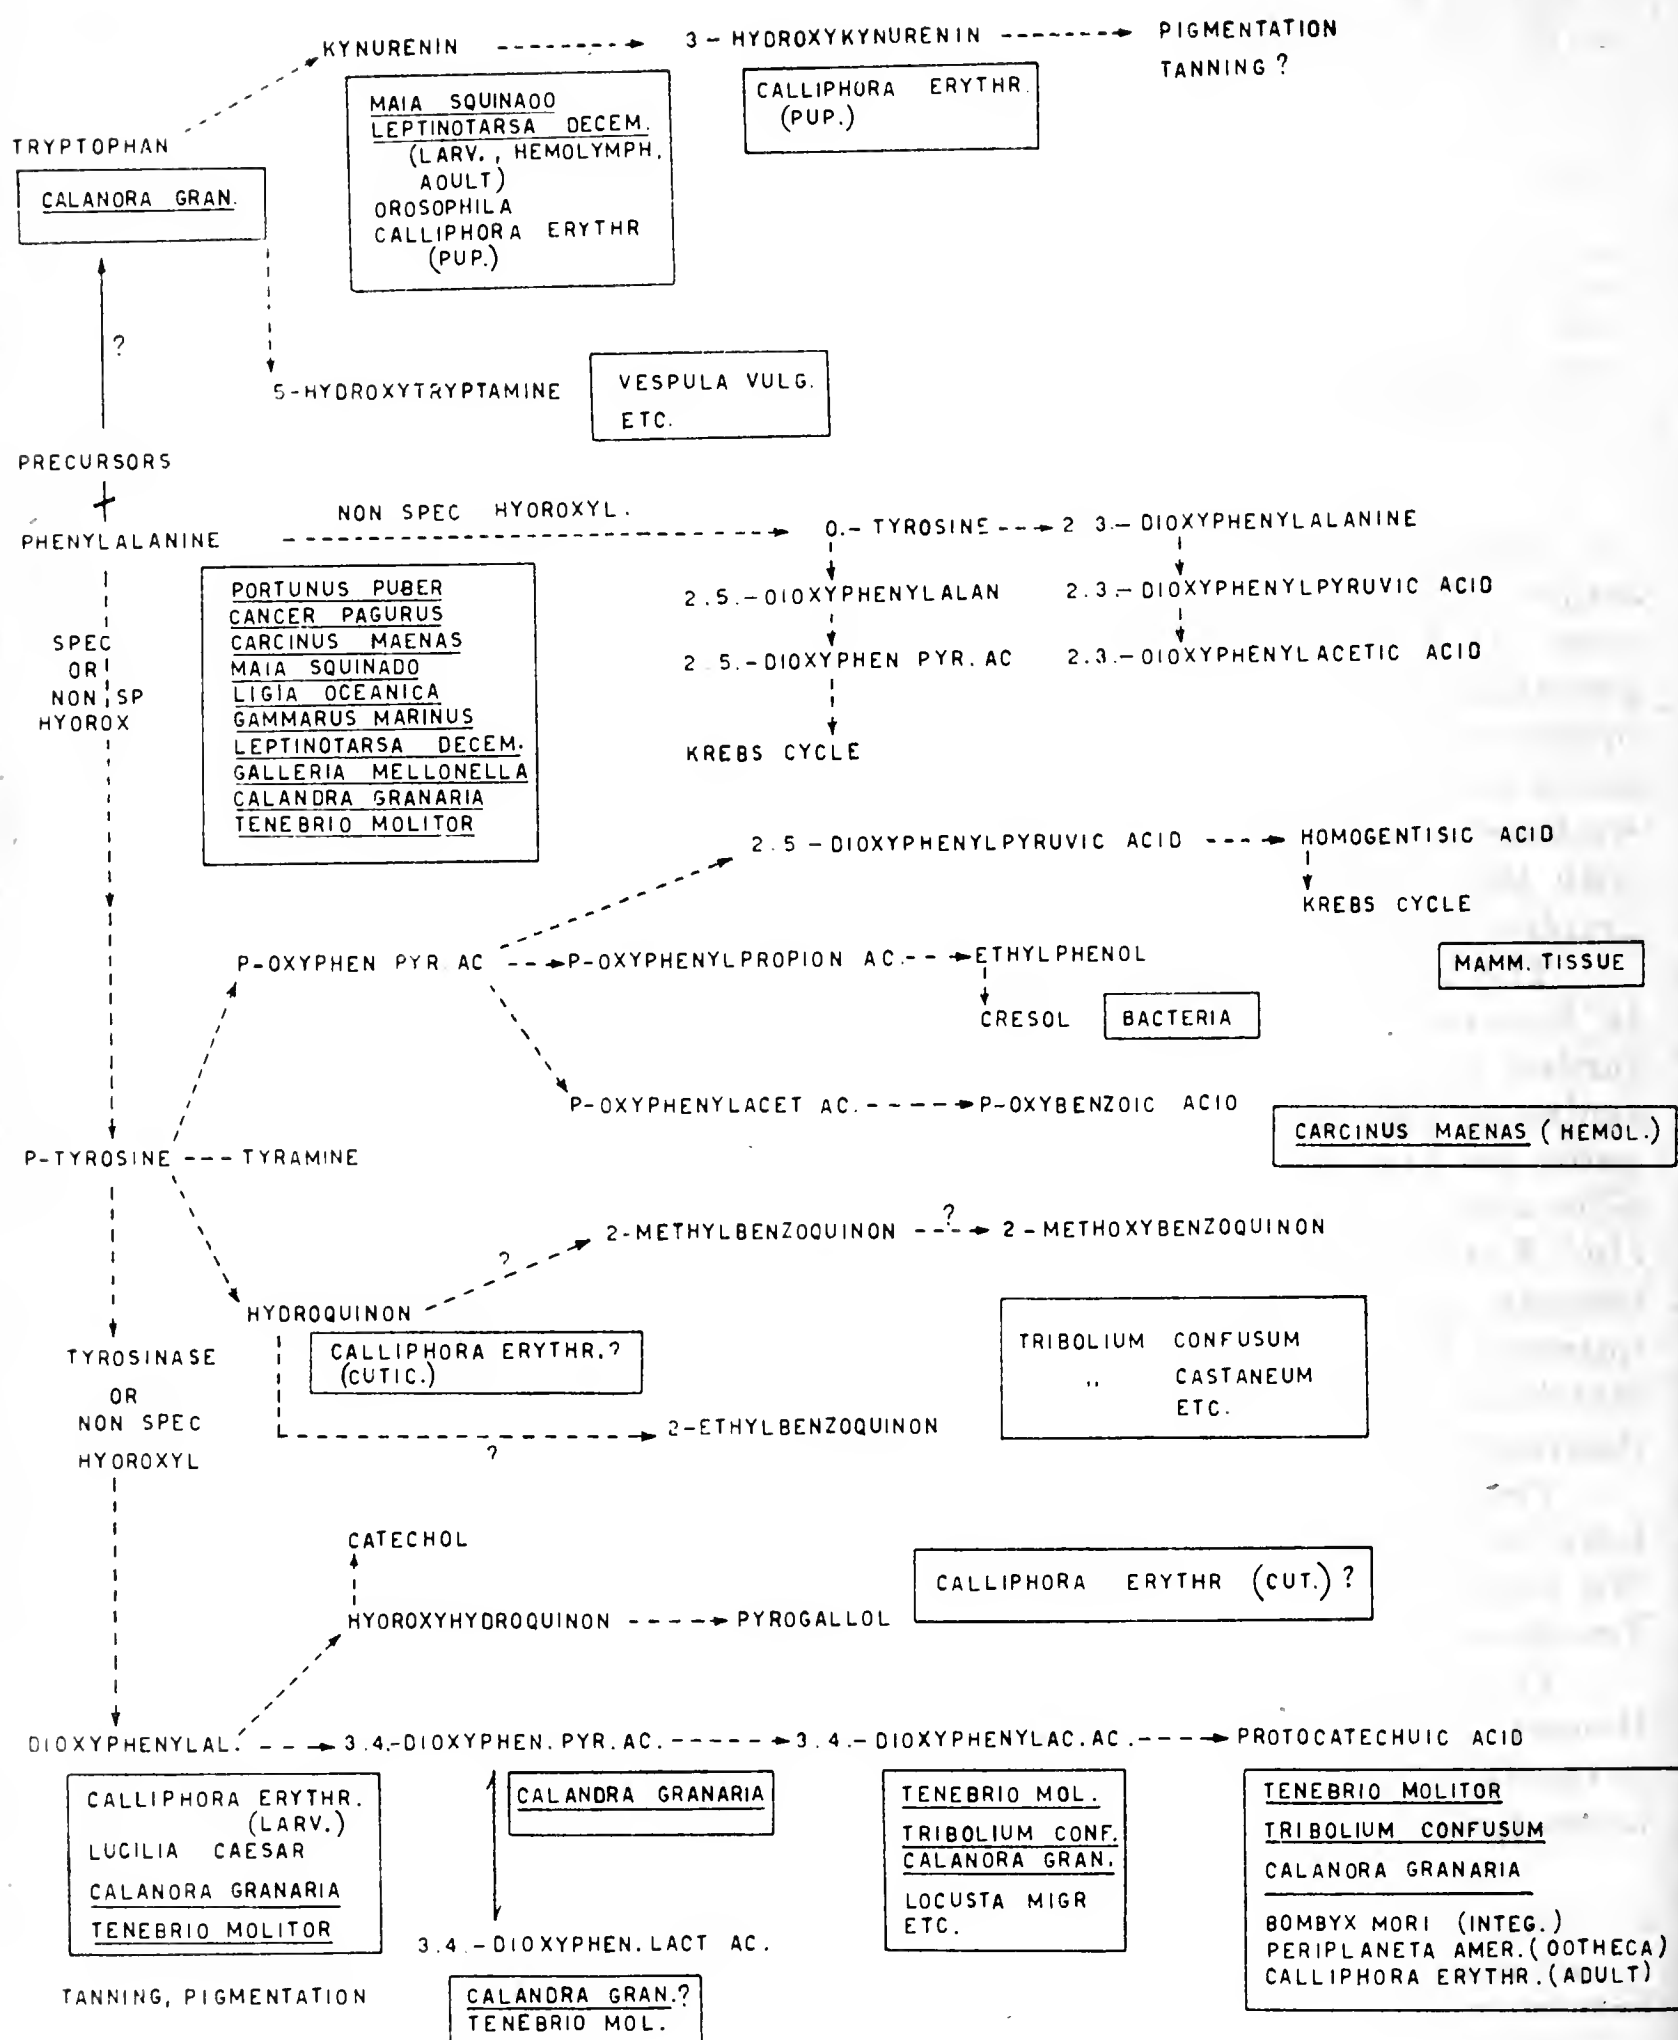 KYNURENIN 3-HYDROXYKYNURENIN PIGMENTATION
TANNING ?
MAIA SQUINADO
LEPTINOTARSA DECEM.
(LARV., HEMOLYMPH.
AOULT)
OROSOPHILA
CALLIPHORA ERYTHR
(PUP.)
CALLIPHORA ERYTHR.
(PUP.)
TRYPTOPHAN
CALANORA GRAN.
?
5-HYDROXYTRYPTAMINE
VESPULA VULG.
ETC.
PRECURSORS
PHENYLALANINE
NON SPEC HYOROXYL.
O.- TYROSINE 2 3.- DIOXYPHENYLALANINE
2.5.-OIOXYPHENYLALAN 2.3.- DIOXYPHENYLPYRUVIC ACID
2 5.-DIOXYPHEN PYR. AC 2.3.-OIOXYPHENYLACETIC ACID
KREBS CYCLE
SPEC
OR
NON SP
HYOROX
PORTUNUS PUBER
CANCER PAGURUS
CARCINUS MAENAS
MAIA SQUINADO
LIGIA OCEANICA
GAMMARUS MARINUS
LEPTINOTARSA DECEM.
GALLERIA MELLONELLA
CALANDRA GRANARIA
TENEBRIO MOLITOR
2.5-DIOXYPHENYLPYRUVIC ACID HOMOGENTISIC ACID
KREBS CYCLE
P-OXYPHEN PYR AC P-OXYPHENYLPROPION AC. ETHYLPHENOL
MAMM. TISSUE
CRESOL BACTERIA
P-OXYPHENYLACET AC. P-OXYBENZOIC ACIO
CARCINUS MAENAS (HEMOL.)
P-TYROSINE --- TYRAMINE
2-METHYLBENZOQUINON ? 2-METHOXYBENZOQUINON
?
HYDROQUINON
CALLIPHORA ERYTHR.?
(CUTIC.)
TRIBOLIUM CONFUSUM
" CASTANEUM
ETC.
2-ETHYLBENZOQUINON
?
TYROSINASE
OR
NON SPEC
HYOROXYL
CATECHOL
HYOROXYHYDROQUINON PYROGALLOL
CALLIPHORA ERYTHR (CUT.) ?
DIOXYPHENYLAL. 3.4.-DIOXYPHEN. PYR. AC. 3.4.-DIOXYPHENYLAC. AC. PROTOCATECHUIC ACID
CALLIPHORA ERYTHR.
(LARV.)
LUCILIA CAESAR
CALANORA GRANARIA
TENEBRIO MOLITOR
TANNING, PIGMENTATION
CALANDRA GRANARIA
3.4.-DIOXYPHEN. LACT AC.
CALANDRA GRAN.?
TENEBRIO MOL.
TENEBRIO MOL.
TRIBOLIUM CONF.
CALANORA GRAN.
LOCUSTA MIGR
ETC.
TENEBRIO MOLITOR
TRIBOLIUM CONFUSUM
CALANORA GRANARIA
BOMBYX MORI (INTEG.)
PERIPLANETA AMER. (OOTHECA)
CALLIPHORA ERYTHR. (ADULT)